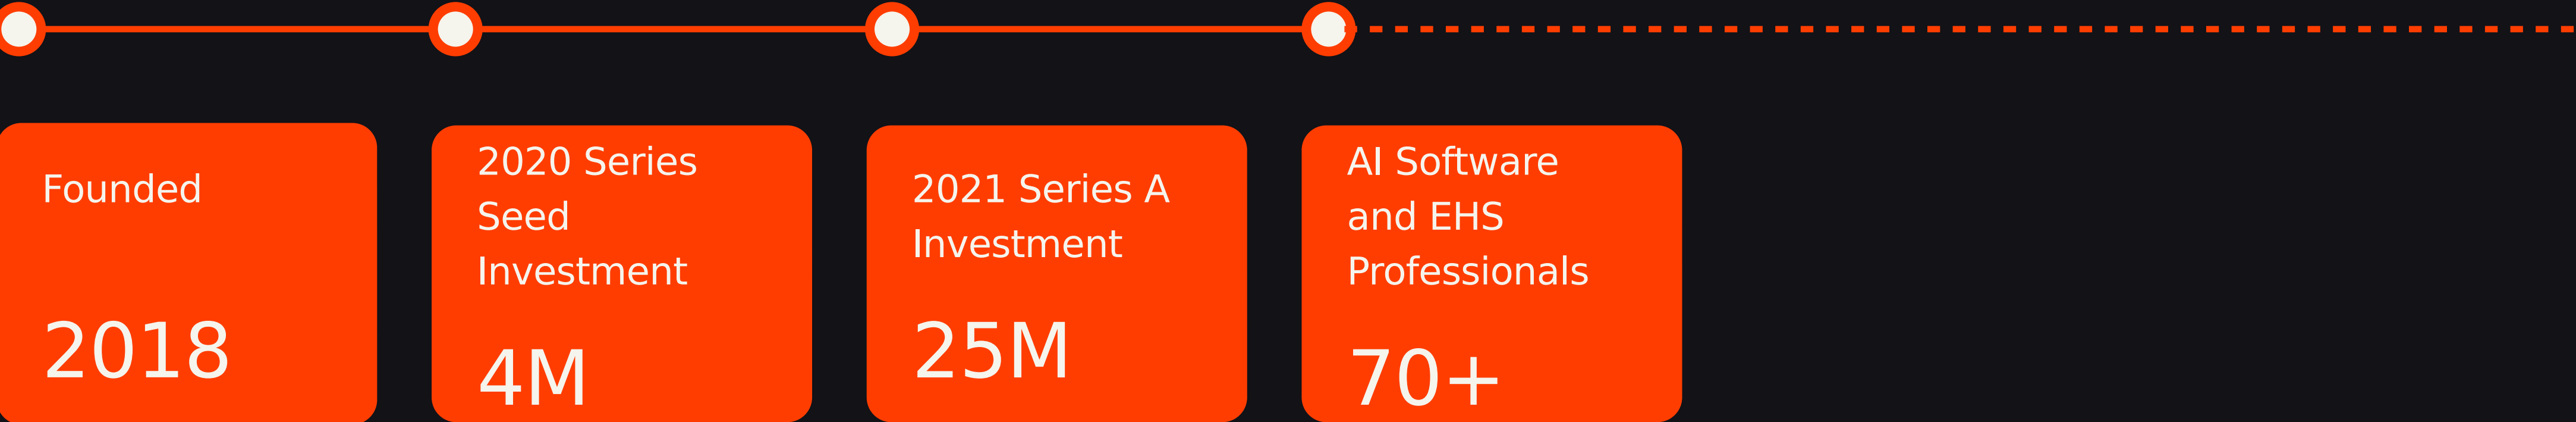 Founded
2018
2020 Series
Seed
Investment
4M
2021 Series A
Investment
25M
AI Software
and EHS
Professionals
70+